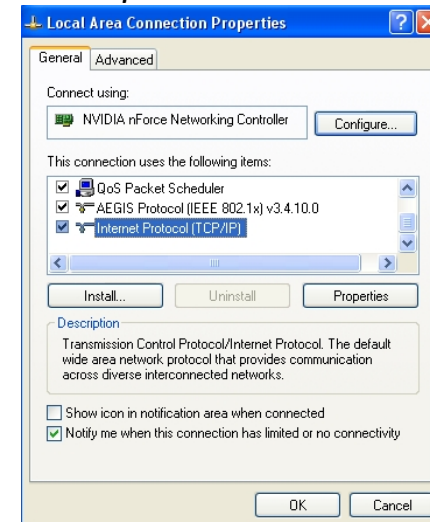 Local Area Connection Properties
General Advanced
Connect using:
NVIDIA nForce Networking Controller Configure...
This connection uses the following items:
QoS Packet Scheduler
AEGIS Protocol (IEEE 802.1x) v3.4.10.0
Internet Protocol (TCP/IP)
Install... Uninstall Properties
Description
Transmission Control Protocol/Internet Protocol. The default
wide area network protocol that provides communication
across diverse interconnected networks.
Show icon in notification area when connected
Notify me when this connection has limited or no connectivity
OK Cancel